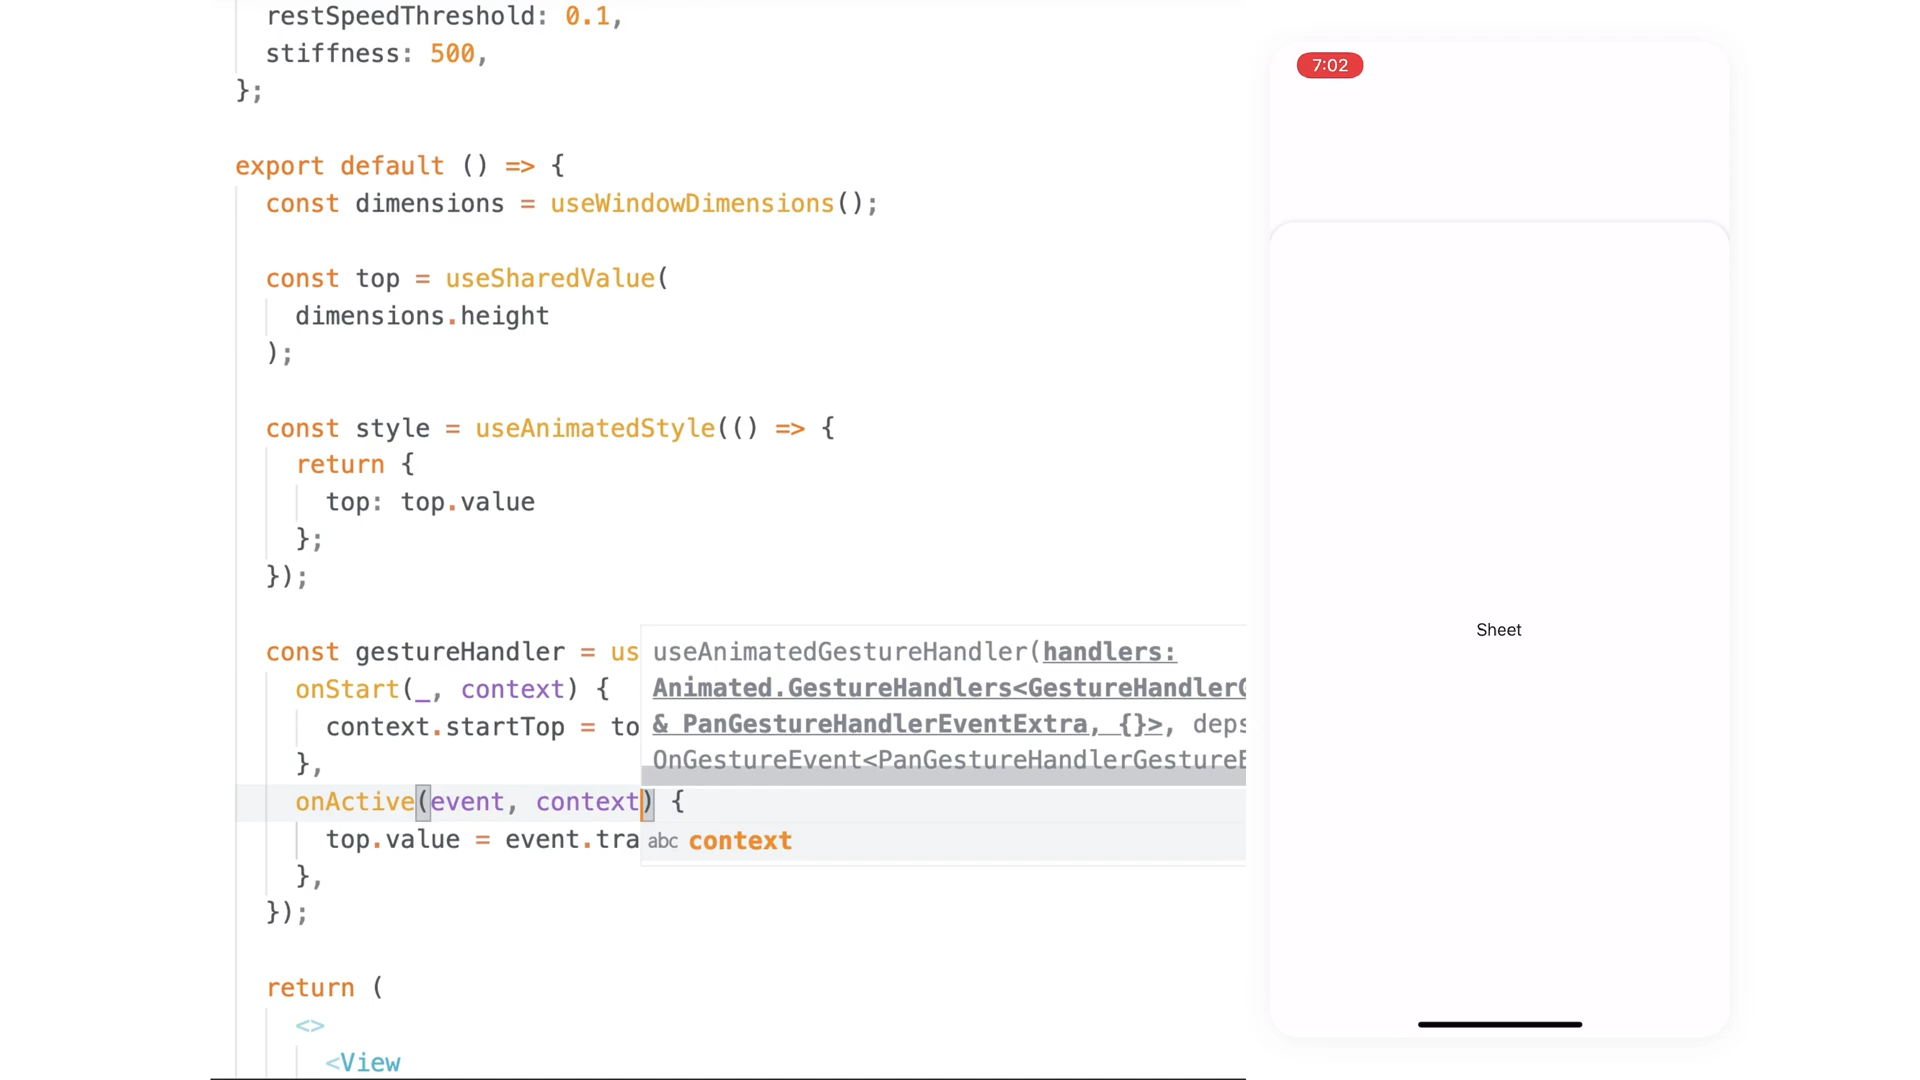 restSpeedThreshold: 0.1,
stiffness: 500,
};
export default () => {
const dimensions = useWindowDimensions();
const top = useSharedValue(
dimensions.height
);
const style = useAnimatedStyle(() => {
return {
top: top.value
};
});
const gestureHandler = us
onStart(_, context) {
context.startTop = to
},
onActive(event, context) {
top.value = event.tra
},
});
return (
<>
<View
useAnimatedGestureHandler(handlers:
Animated.GestureHandlers<GestureHandlerG
& PanGestureHandlerEventExtra, {}>, deps
OnGestureEvent<PanGestureHandlerGestureE
abc context
7:02
Sheet